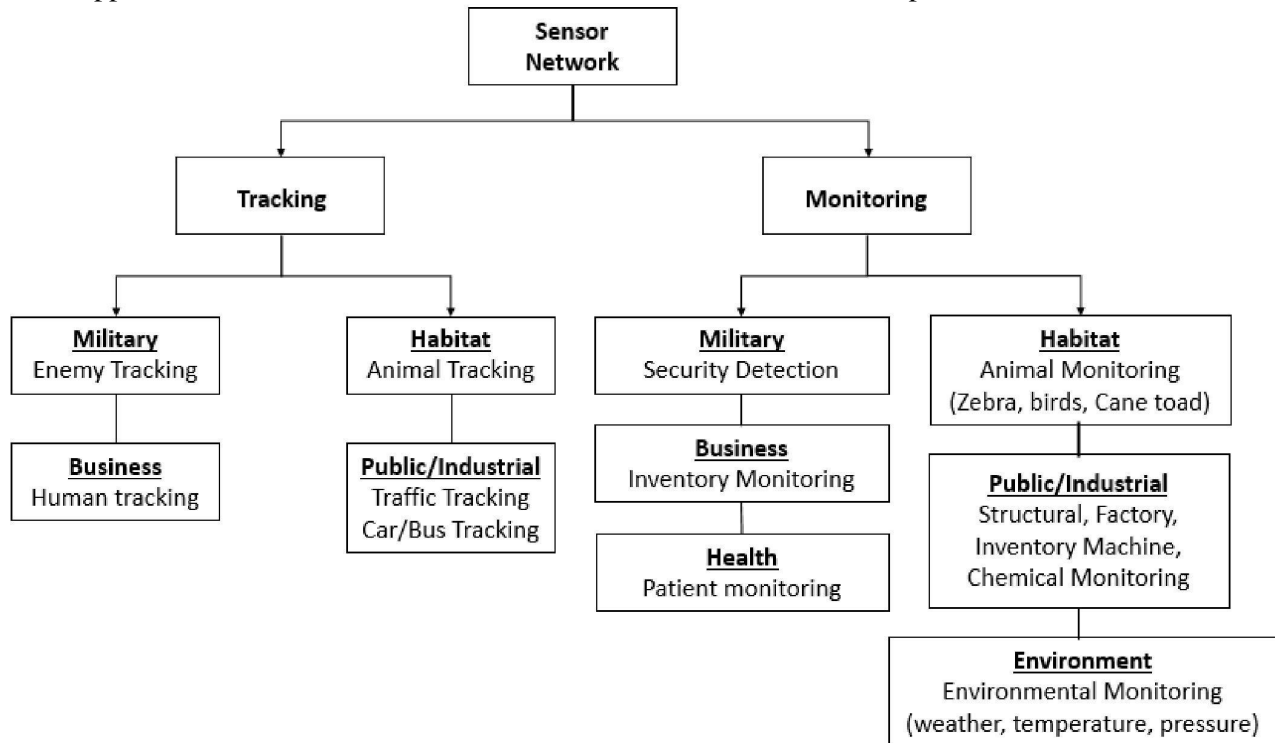 Sensor
Network
Tracking
Monitoring
Military
Enemy Tracking
Business
Human tracking
Habitat
Animal Tracking
Public/Industrial
Traffic Tracking
Car/Bus Tracking
Military
Security Detection
Business
Inventory Monitoring
Health
Patient monitoring
Habitat
Animal Monitoring
(Zebra, birds, Cane toad)
Public/Industrial
Structural, Factory,
Inventory Machine,
Chemical Monitoring
Environment
Environmental Monitoring
(weather, temperature, pressure)